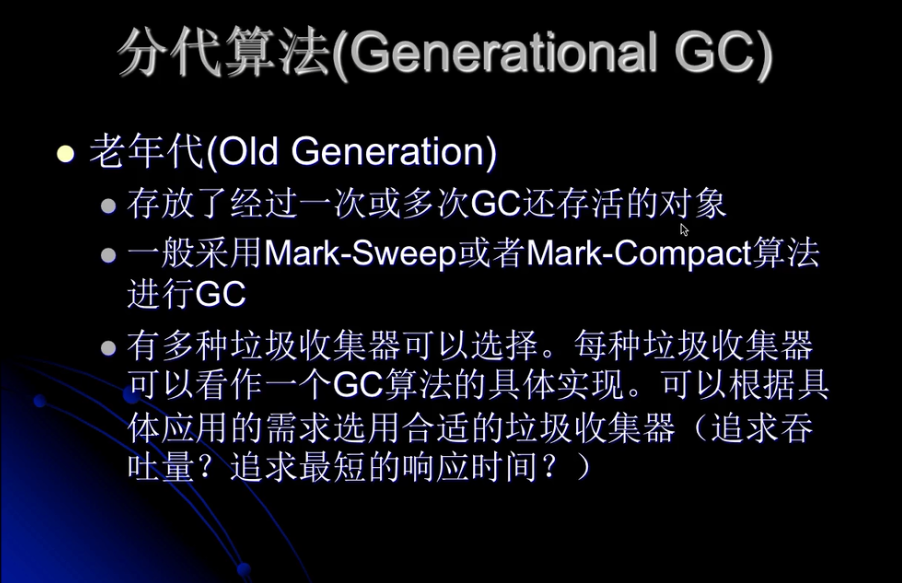 分代算法(Generational GC)
老年代(Old Generation)
存放了经过一次或多次GC还存活的对象
一般采用Mark-Sweep或者Mark-Compact算法
进行GC
有多种垃圾收集器可以选择。每种垃圾收集器
可以看作一个GC算法的具体实现。可以根据具
体应用的需求选用合适的垃圾收集器（追求吞
吐量？追求最短的响应时间？）